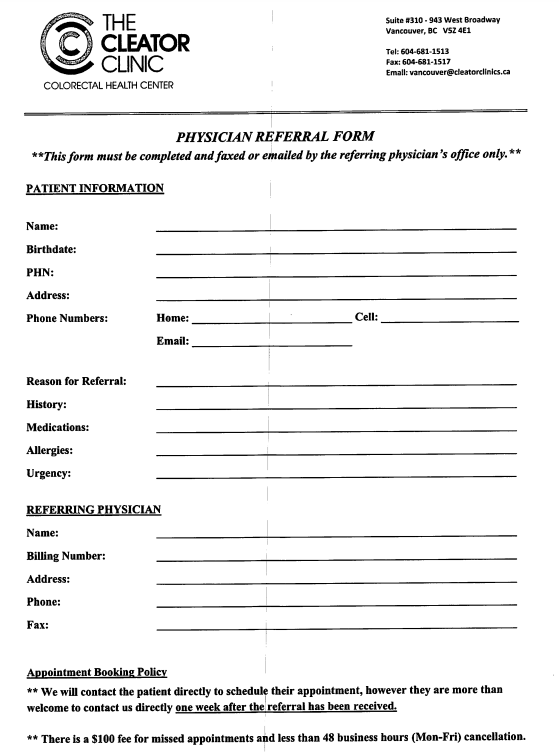 THE
CLEATOR
CLINIC
COLORECTAL HEALTH CENTER
Suite #310 - 943 West Broadway
Vancouver, BC V5Z 4E1
Tel: 604-681-1513
Fax: 604-681-1517
Email: vancouver@cleatorclinics.ca
PHYSICIAN REFERRAL FORM
**This form must be completed and faxed or emailed by the referring physician's office only.**
PATIENT INFORMATION
Name:
Birthdate:
PHN:
Address:
Phone Numbers: Home: Cell:
Email:
Reason for Referral:
History:
Medications:
Allergies:
Urgency:
REFERRING PHYSICIAN
Name:
Billing Number:
Address:
Phone:
Fax:
Appointment Booking Policy
** We will contact the patient directly to schedule their appointment, however they are more than
welcome to contact us directly one week after the referral has been received.
** There is a $100 fee for missed appointments and less than 48 business hours (Mon-Fri) cancellation.